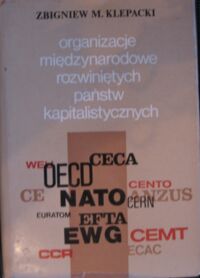 ZBIGNIEW M. KLEPACKI
organizacje
międzynarodowe
rozwiniętych
państw
kapitalistycznych
CECA
WEU OECD
CENTO
CE NATO ANZUS
CERN
EURATOM EFTA
EWG CEMT
CCR ECAC